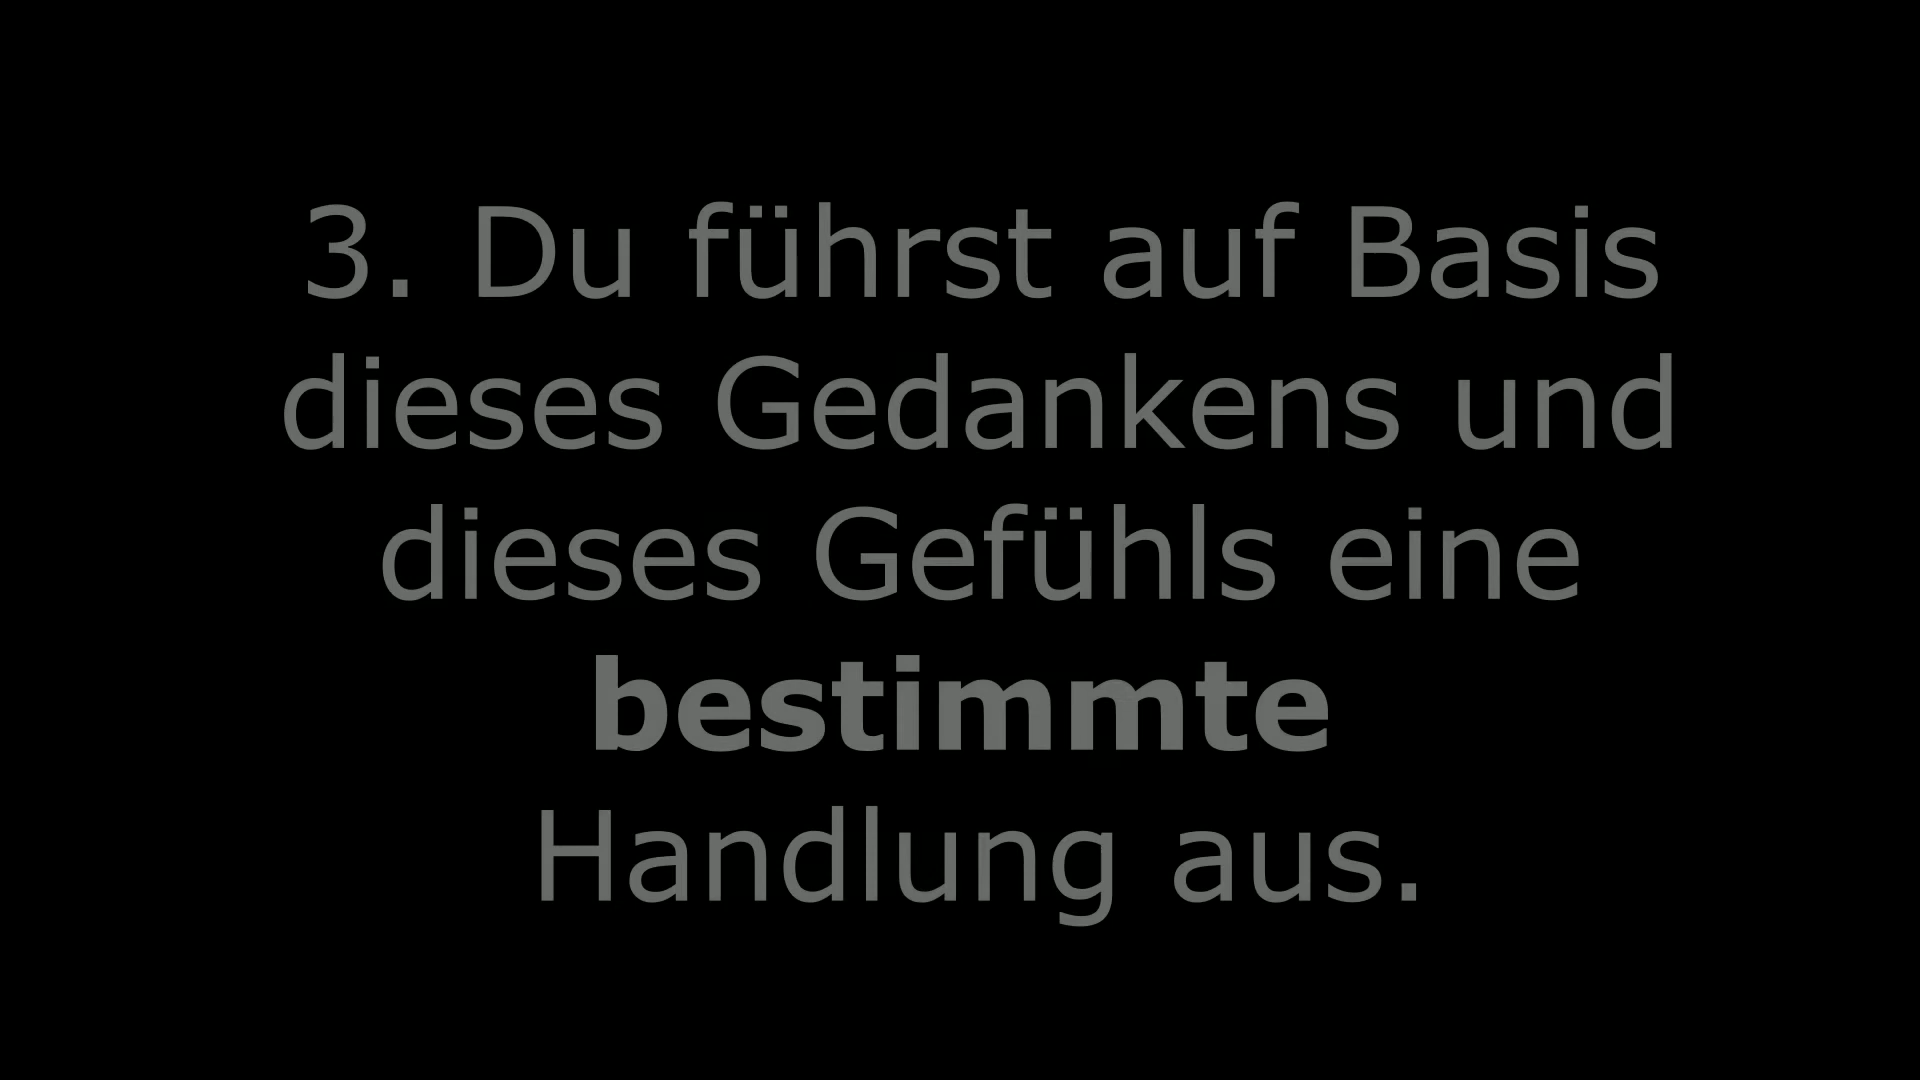 3. Du führst auf Basis
dieses Gedankens und
dieses Gefühls eine
bestimmte
Handlung aus.